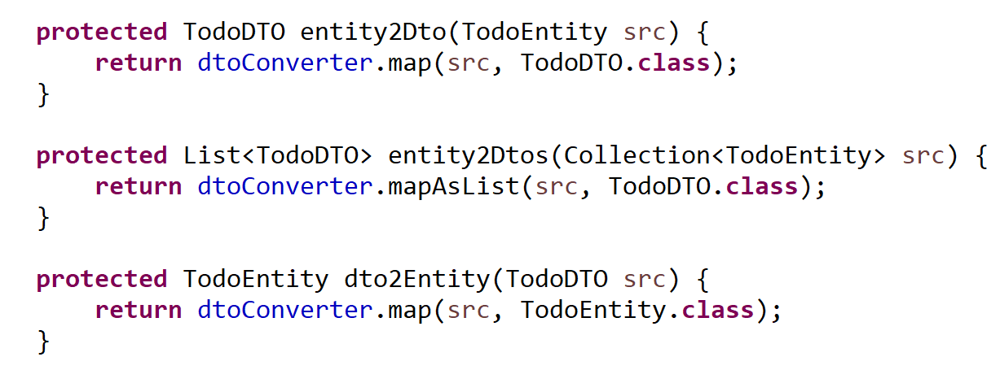 protected TodoDTO entity2Dto(TodoEntity src) {
    return dtoConverter.map(src, TodoDTO.class);
}

protected List<TodoDTO> entity2Dtos(Collection<TodoEntity> src) {
    return dtoConverter.mapAsList(src, TodoDTO.class);
}

protected TodoEntity dto2Entity(TodoDTO src) {
    return dtoConverter.map(src, TodoEntity.class);
}